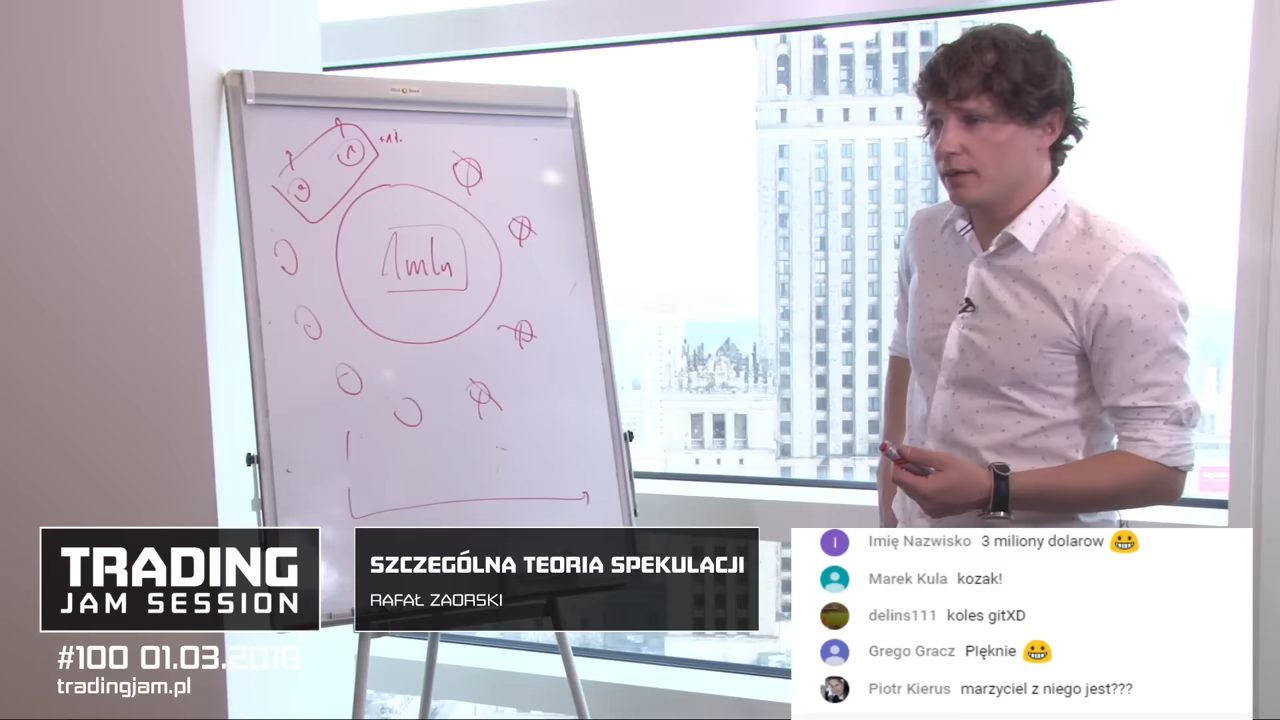 1mln
TRADING
JAM SESSION
#100 01.03.2018
tradingjam.pl
SZCZEGÓLNA TEORIA SPEKULACJI
RAFAŁ ZAORSKI
Imię Nazwisko 3 miliony dolarow
Marek Kula kozak!
delins111 koles gitXD
Grego Gracz PIęknie
Piotr Kierus marzyciel z niego jest???